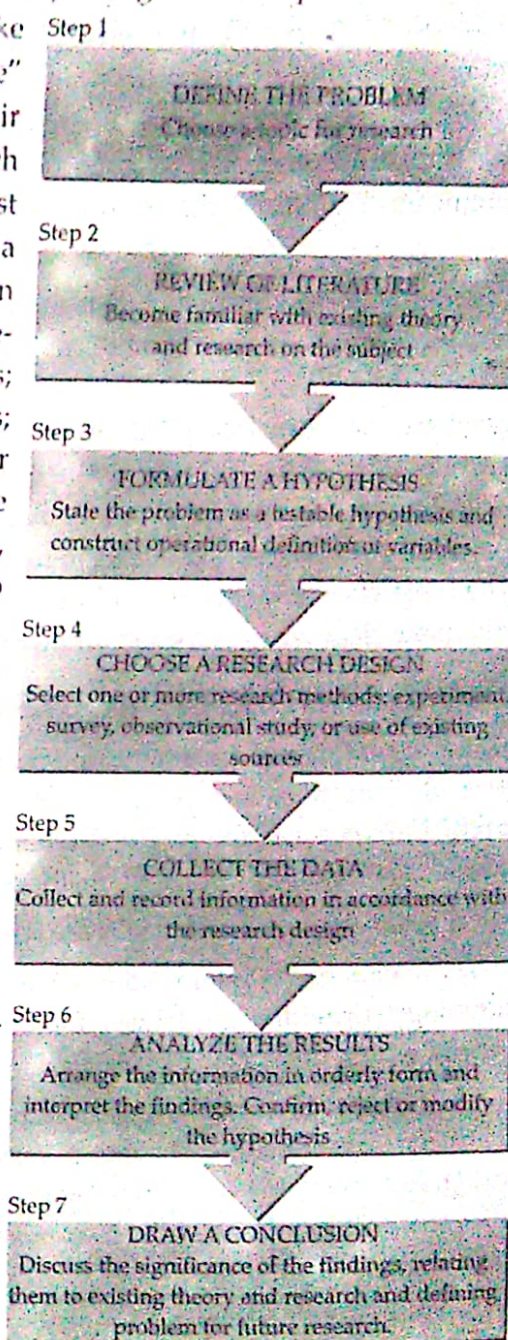 Step 1
DEFINE THE PROBLEM
Choose a topic for research
Step 2
REVIEW OF LITERATURE
Become familiar with existing theory
and research on the subject
Step 3
FORMULATE A HYPOTHESIS
State the problem as a testable hypothesis and
construct operational definition of variables.
Step 4
CHOOSE A RESEARCH DESIGN
Select one or more research methods: experiment,
survey, observational study, or use of existing
sources
Step 5
COLLECT THE DATA
Collect and record information in accordance with
the research design
Step 6
ANALYZE THE RESULTS
Arrange the information in orderly form and
interpret the findings. Confirm, reject or modify
the hypothesis
Step 7
DRAW A CONCLUSION
Discuss the significance of the findings, relating
them to existing theory and research and defining
problem for future research.